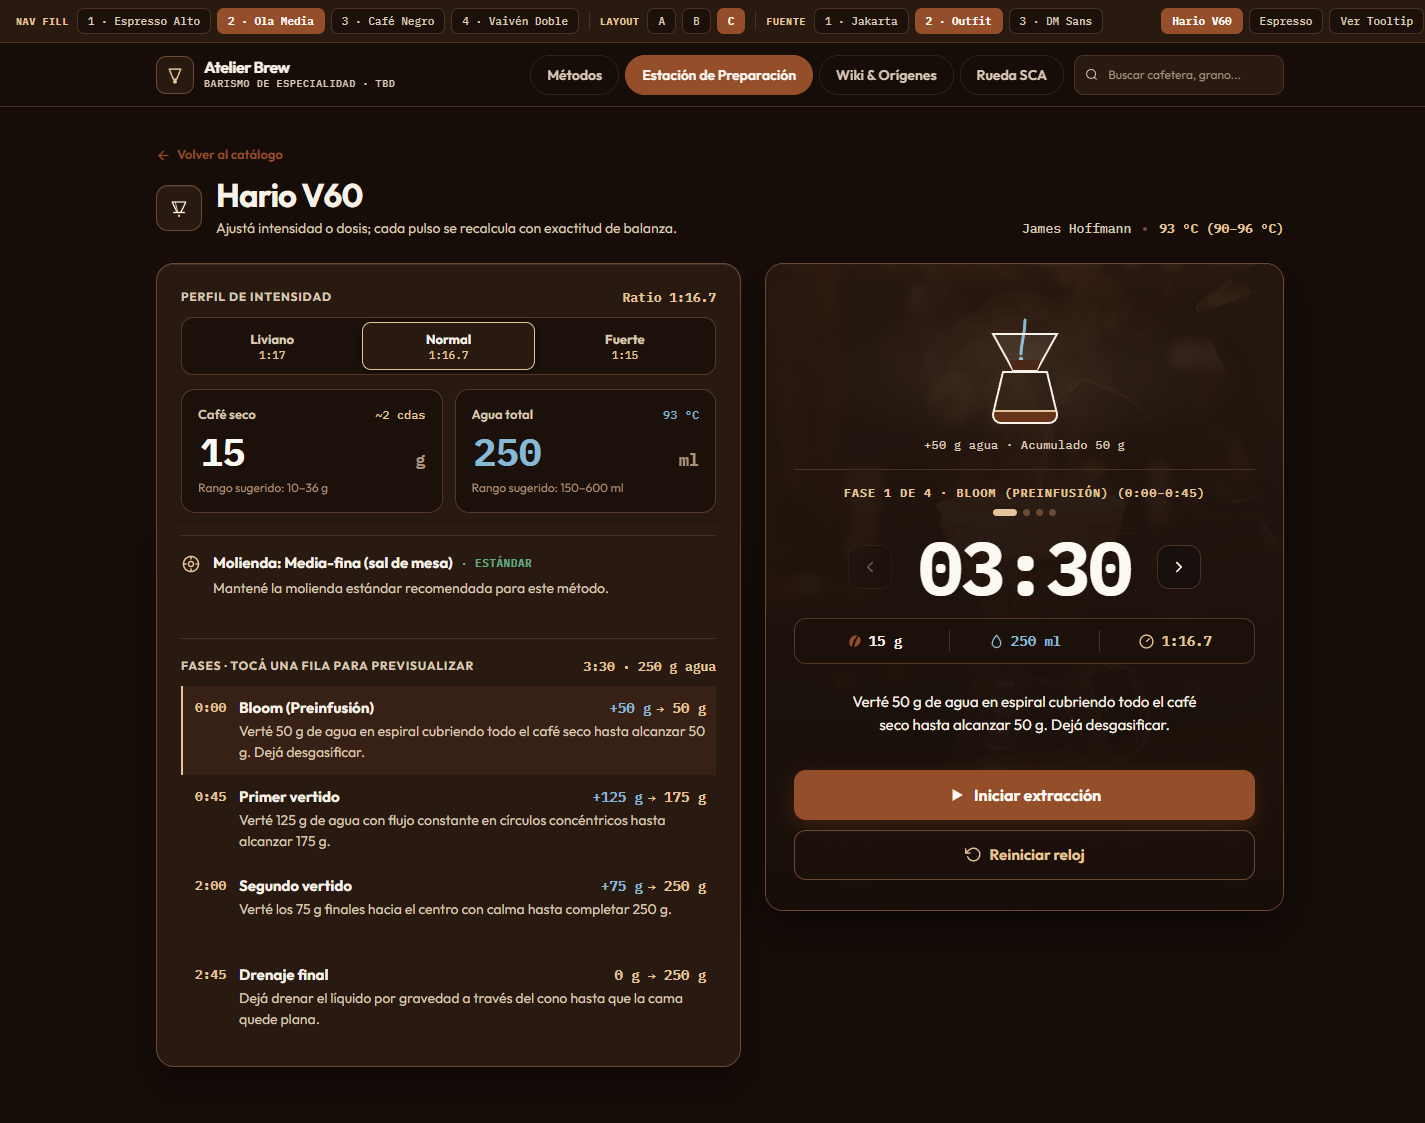 NAV FILL 1 · Espresso Alto 2 · Ola Media 3 · Café Negro 4 · Vaivén Doble LAYOUT A B C FUENTE 1 · Jakarta 2 · Outfit 3 · DM Sans Hario V60 Espresso Ver Tooltip
Atelier Brew
BARISMO DE ESPECIALIDAD · TBD
Métodos Estación de Preparación Wiki & Orígenes Rueda SCA Buscar cafetera, grano...
← Volver al catálogo
Hario V60
Ajustá intensidad o dosis; cada pulso se recalcula con exactitud de balanza.
James Hoffmann • 93 °C (90–96 °C)
PERFIL DE INTENSIDAD Ratio 1:16.7
Liviano Normal Fuerte
1:17 1:16.7 1:15
Café seco ~2 cdas
15 g
Rango sugerido: 10–36 g
Agua total 93 °C
250 ml
Rango sugerido: 150–600 ml
Molienda: Media-fina (sal de mesa) · ESTÁNDAR
Mantené la molienda estándar recomendada para este método.
FASES · TOCÁ UNA FILA PARA PREVISUALIZAR 3:30 • 250 g agua
0:00 Bloom (Preinfusión) +50 g → 50 g
Verté 50 g de agua en espiral cubriendo todo el café seco hasta alcanzar 50
g. Dejá desgasificar.
0:45 Primer vertido +125 g → 175 g
Verté 125 g de agua con flujo constante en círculos concéntricos hasta
alcanzar 175 g.
2:00 Segundo vertido +75 g → 250 g
Verté los 75 g finales hacia el centro con calma hasta completar 250 g.
2:45 Drenaje final 0 g → 250 g
Dejá drenar el líquido por gravedad a través del cono hasta que la cama
quede plana.
+50 g agua · Acumulado 50 g
FASE 1 DE 4 · BLOOM (PREINFUSIÓN) (0:00–0:45)
03:30
15 g 250 ml 1:16.7
Verté 50 g de agua en espiral cubriendo todo el café
seco hasta alcanzar 50 g. Dejá desgasificar.
Iniciar extracción
Reiniciar reloj